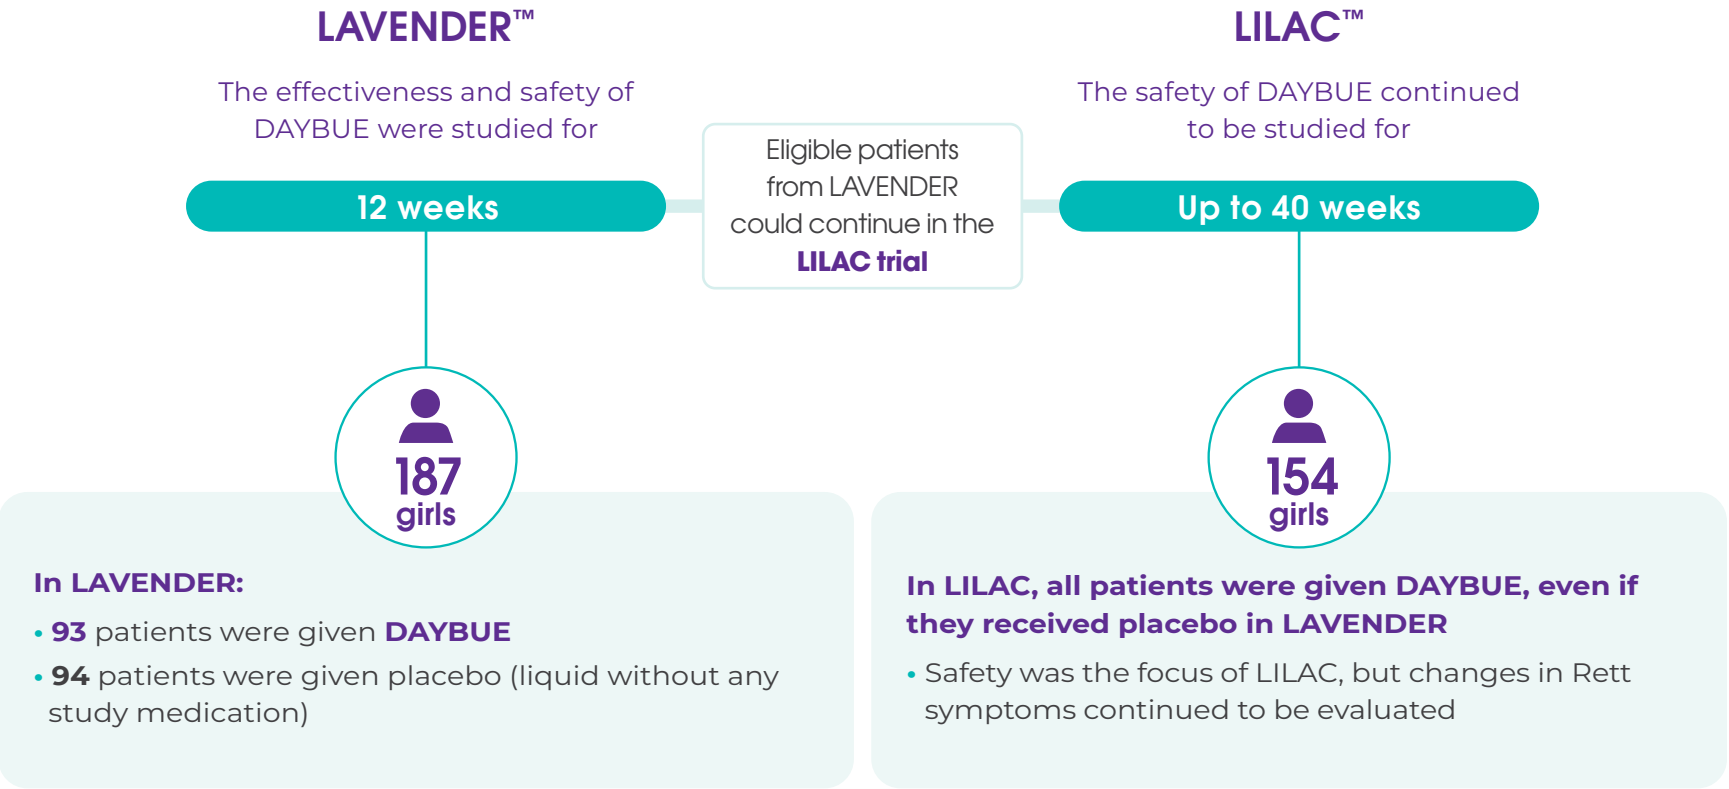 LAVENDER™
The effectiveness and safety of
DAYBUE were studied for
12 weeks
Eligible patients
from LAVENDER
could continue in the
LILAC trial
LILAC™
The safety of DAYBUE continued
to be studied for
Up to 40 weeks
187
girls
In LAVENDER:
• 93 patients were given DAYBUE
• 94 patients were given placebo (liquid without any
study medication)
154
girls
In LILAC, all patients were given DAYBUE, even if
they received placebo in LAVENDER
• Safety was the focus of LILAC, but changes in Rett
symptoms continued to be evaluated